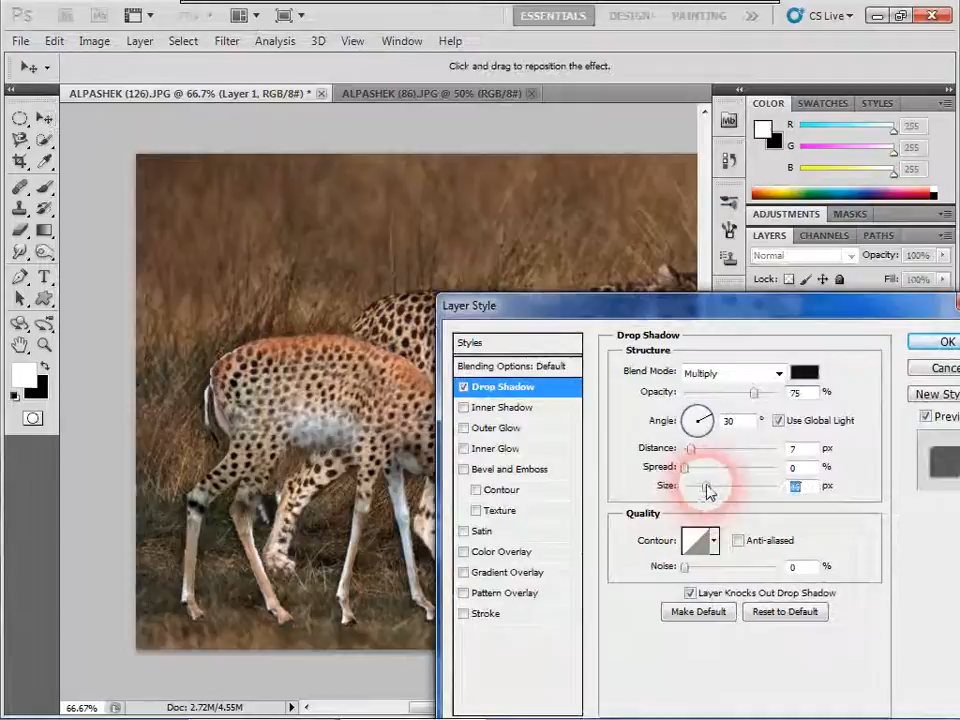 Ps
ESSENTIALS DESIGN PAINTING >> CS Live
File Edit Image Layer Select Filter Analysis 3D View Window Help
Click and drag to reposition the effect.
ALPASHEK (126).JPG @ 66.7% (Layer 1, RGB/8#) * ALPASHEK (86).JPG @ 50% (RGB/8#)
COLOR SWATCHES STYLES
R 255
G 255
B 255
Mb
ADJUSTMENTS MASKS
LAYERS CHANNELS PATHS
Normal Opacity: 100%
Lock: Fill: 100%
Layer Style
Styles
Blending Options: Default
Drop Shadow
Inner Shadow
Outer Glow
Inner Glow
Bevel and Emboss
Contour
Texture
Satin
Color Overlay
Gradient Overlay
Pattern Overlay
Stroke
Drop Shadow
Structure
Blend Mode: Multiply
Opacity: 75 %
Angle: 30 ° Use Global Light
Distance: 7 px
Spread: 0 %
Size: px
Quality
Contour: Anti-aliased
Noise: 0 %
Layer Knocks Out Drop Shadow
Make Default Reset to Default
OK
Cance
New Sty
Previ
66.67% Doc: 2.72M/4.55M